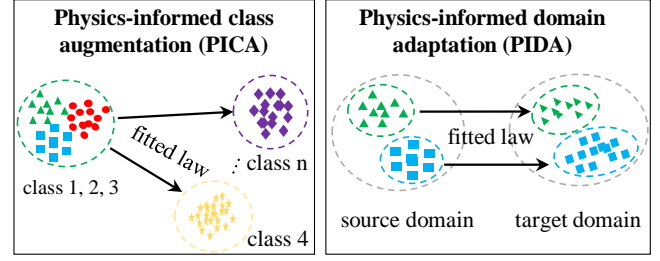 Physics-informed class
augmentation (PICA)
fitted law
...
class n
class 1, 2, 3
class 4
Physics-informed domain
adaptation (PIDA)
fitted law
source domain
target domain